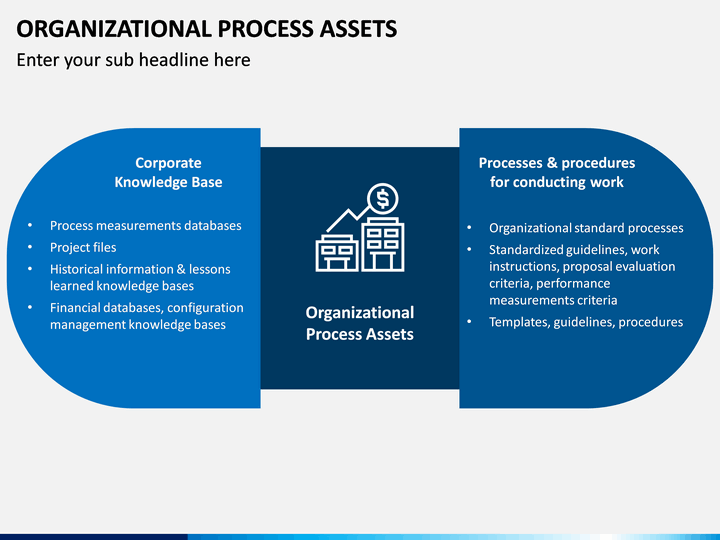 ORGANIZATIONAL PROCESS ASSETS
Enter your sub headline here
Corporate
Knowledge Base
• Process measurements databases
• Project files
• Historical information & lessons
learned knowledge bases
• Financial databases, configuration
management knowledge bases
$
Organizational
Process Assets
Processes & procedures
for conducting work
• Organizational standard processes
• Standardized guidelines, work
instructions, proposal evaluation
criteria, performance
measurements criteria
• Templates, guidelines, procedures